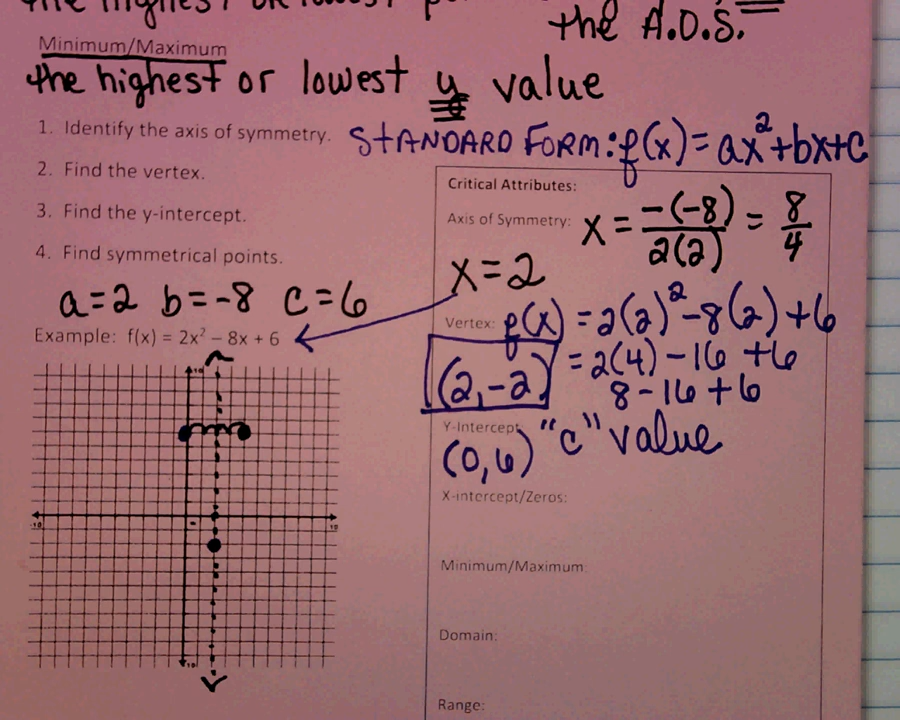 the highest or lowest
the A.O.S.
Minimum/Maximum
the highest or lowest y value
1. Identify the axis of symmetry.
STANDARD FORM: f(x) = ax² + bx + c
2. Find the vertex.
3. Find the y-intercept.
4. Find symmetrical points.
a = 2 b = -8 c = 6
Example: f(x) = 2x² – 8x + 6
10
-10
10
10
Critical Attributes:
Axis of Symmetry: x = -(-8)/2(2) = 8/4
x = 2
Vertex: f(x) = 2(2)² - 8(2) + 6
= 2(4) - 16 + 6
(2, -2) 8 - 16 + 6
Y-Intercept: "c" value
(0, 6)
X-intercept/Zeros:
Minimum/Maximum:
Domain:
Range: